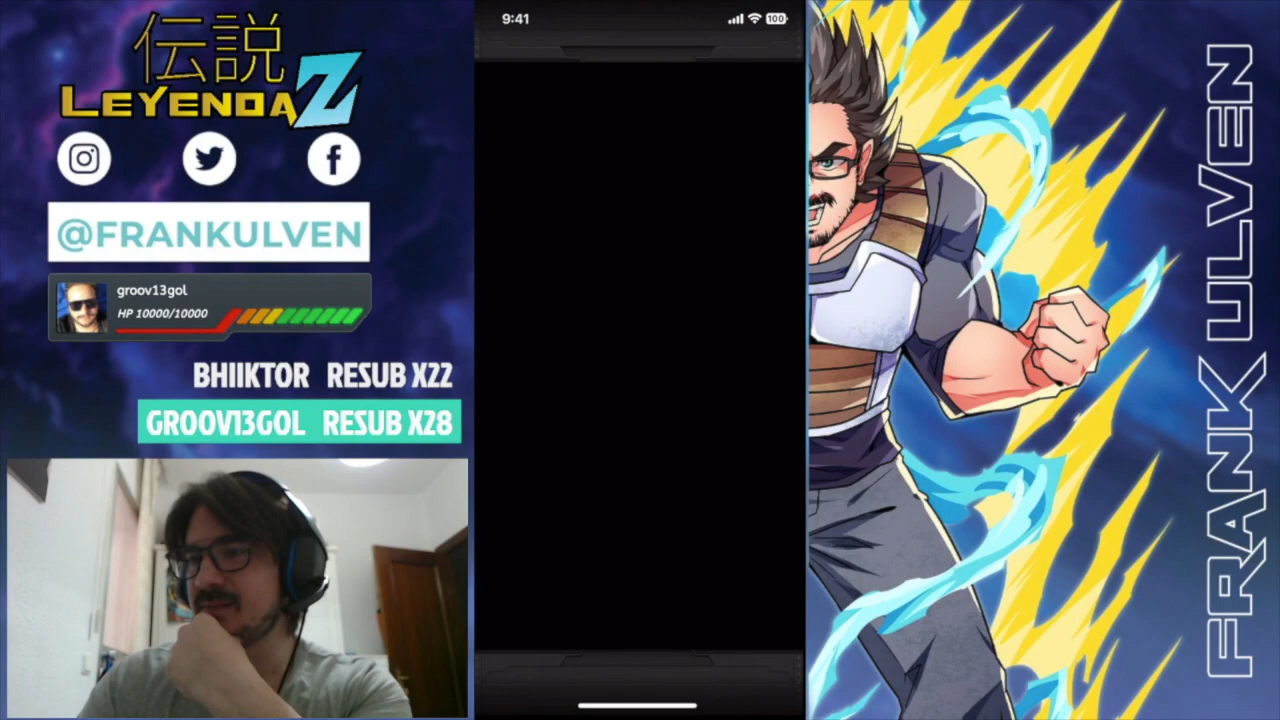 伝説
LEYENDA Z
@FRANKULVEN
groov13gol
HP 10000/10000
BHIIKTOR RESUB X22
GROOV13GOL RESUB X28
9:41
100
FRANK ULVEN